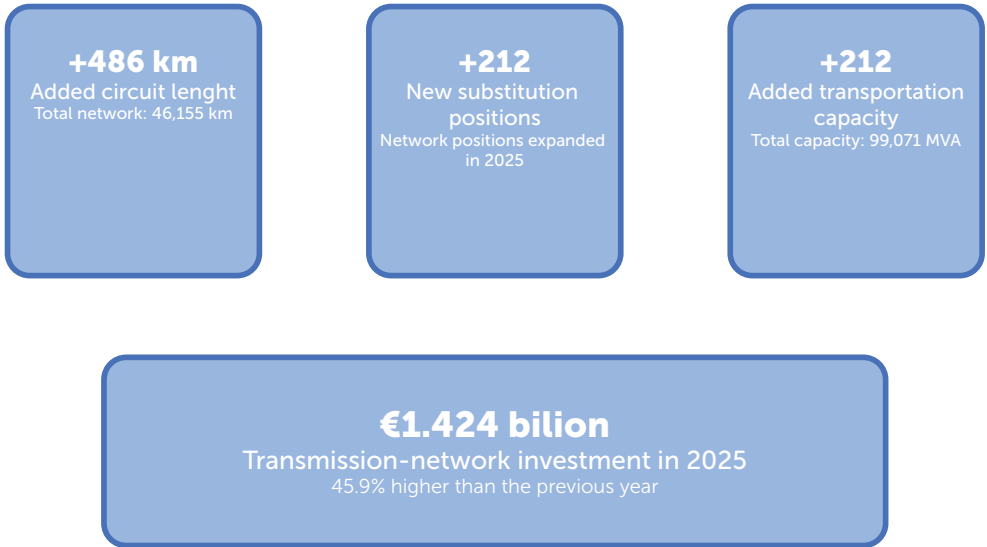 +486 km
Added circuit lenght
Total network: 46,155 km
+212
New substitution
positions
Network positions expanded
in 2025
+212
Added transportation
capacity
Total capacity: 99,071 MVA
€1.424 bilion
Transmission-network investment in 2025
45.9% higher than the previous year